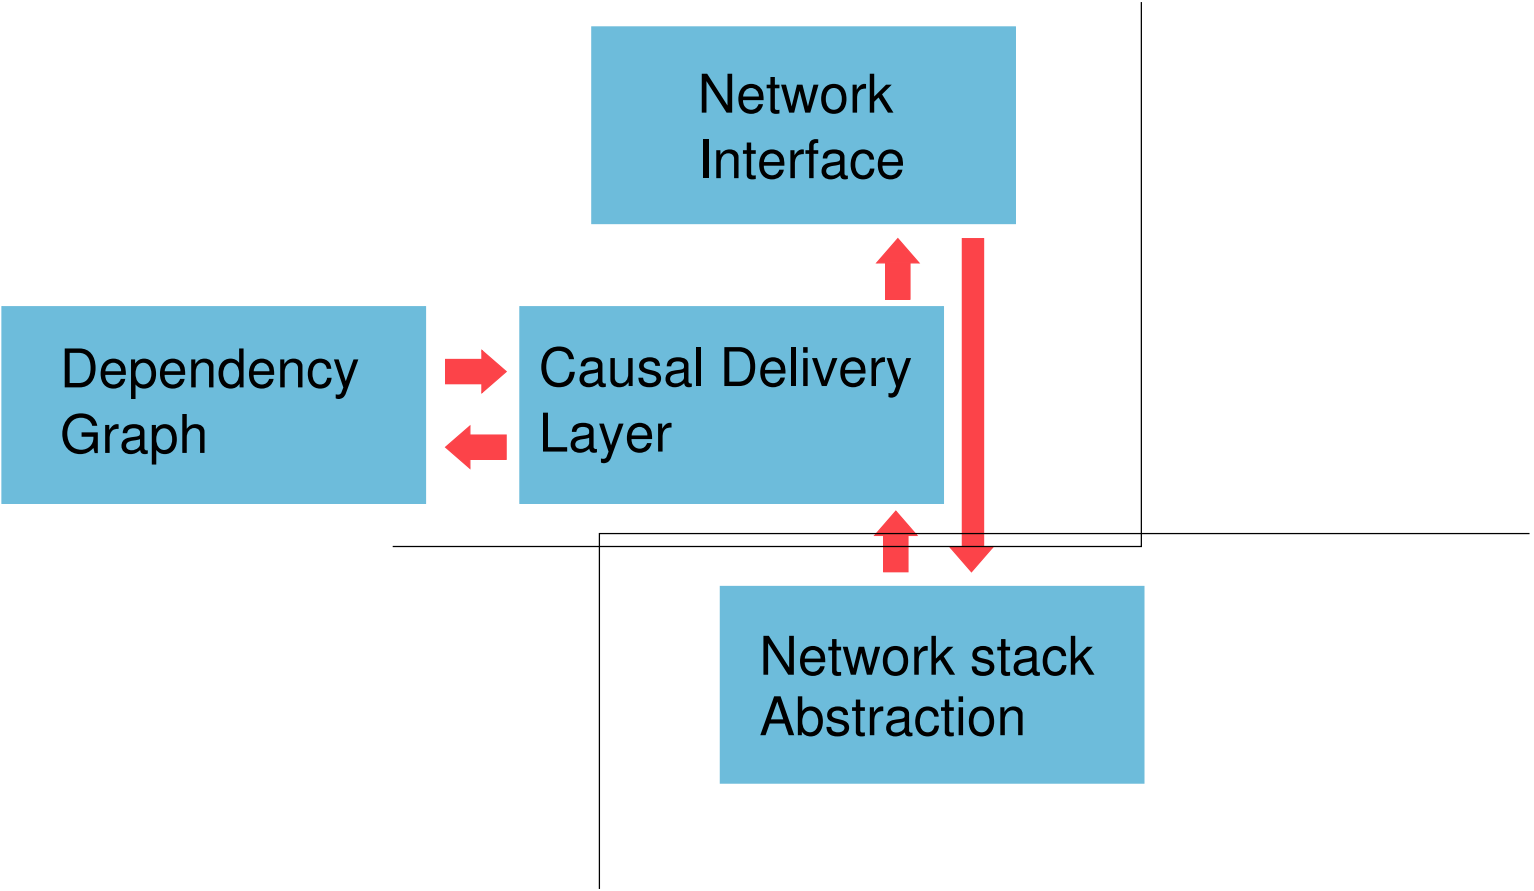 Network
Interface
Dependency
Graph
Causal Delivery
Layer
Network stack
Abstraction